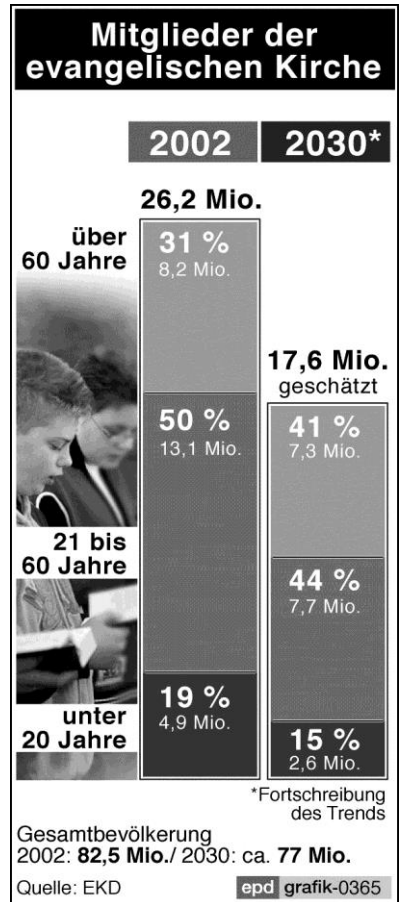 Mitglieder der
evangelischen Kirche
2002 2030*
26,2 Mio.
über
60 Jahre
31 %
8,2 Mio.
17,6 Mio.
geschätzt
50 %
13,1 Mio.
41 %
7,3 Mio.
21 bis
60 Jahre
44 %
7,7 Mio.
19 %
4,9 Mio.
unter
20 Jahre
15 %
2,6 Mio.
*Fortschreibung
des Trends
Gesamtbevölkerung
2002: 82,5 Mio./ 2030: ca. 77 Mio.
Quelle: EKD epd grafik-0365